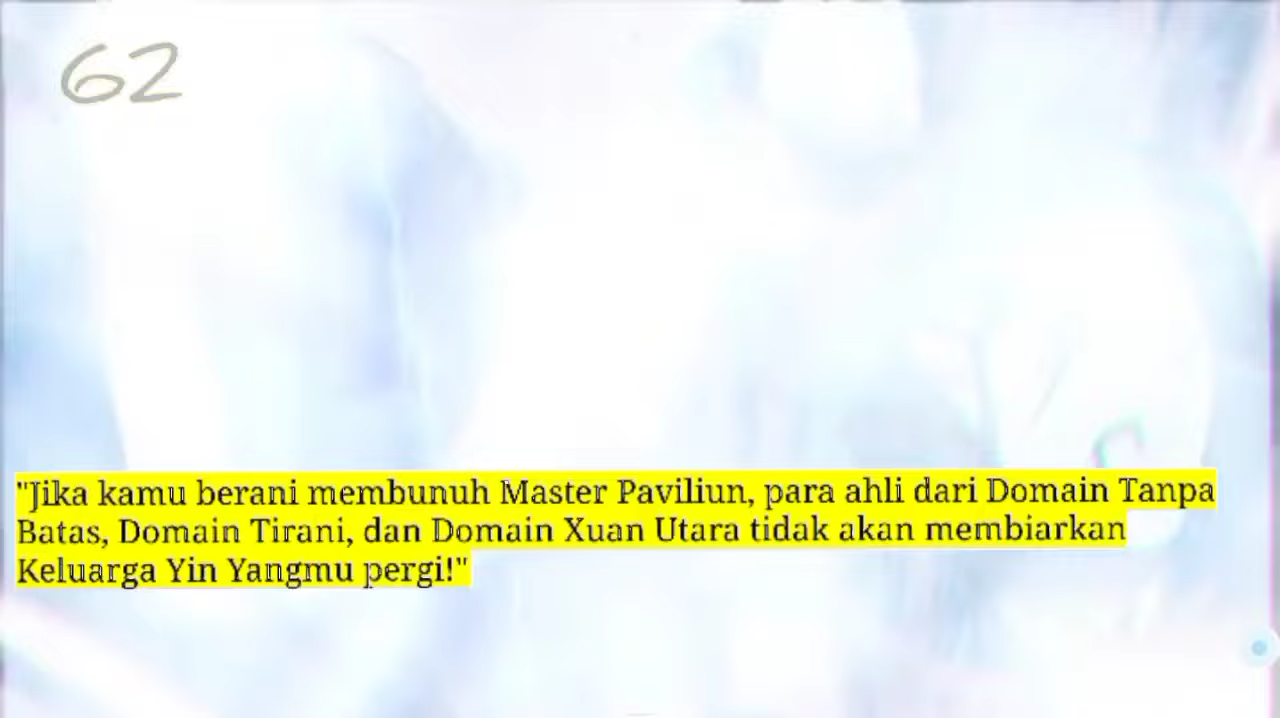 62
"Jika kamu berani membunuh Master Paviliun, para ahli dari Domain Tanpa
Batas, Domain Tirani, dan Domain Xuan Utara tidak akan membiarkan
Keluarga Yin Yangmu pergi!"